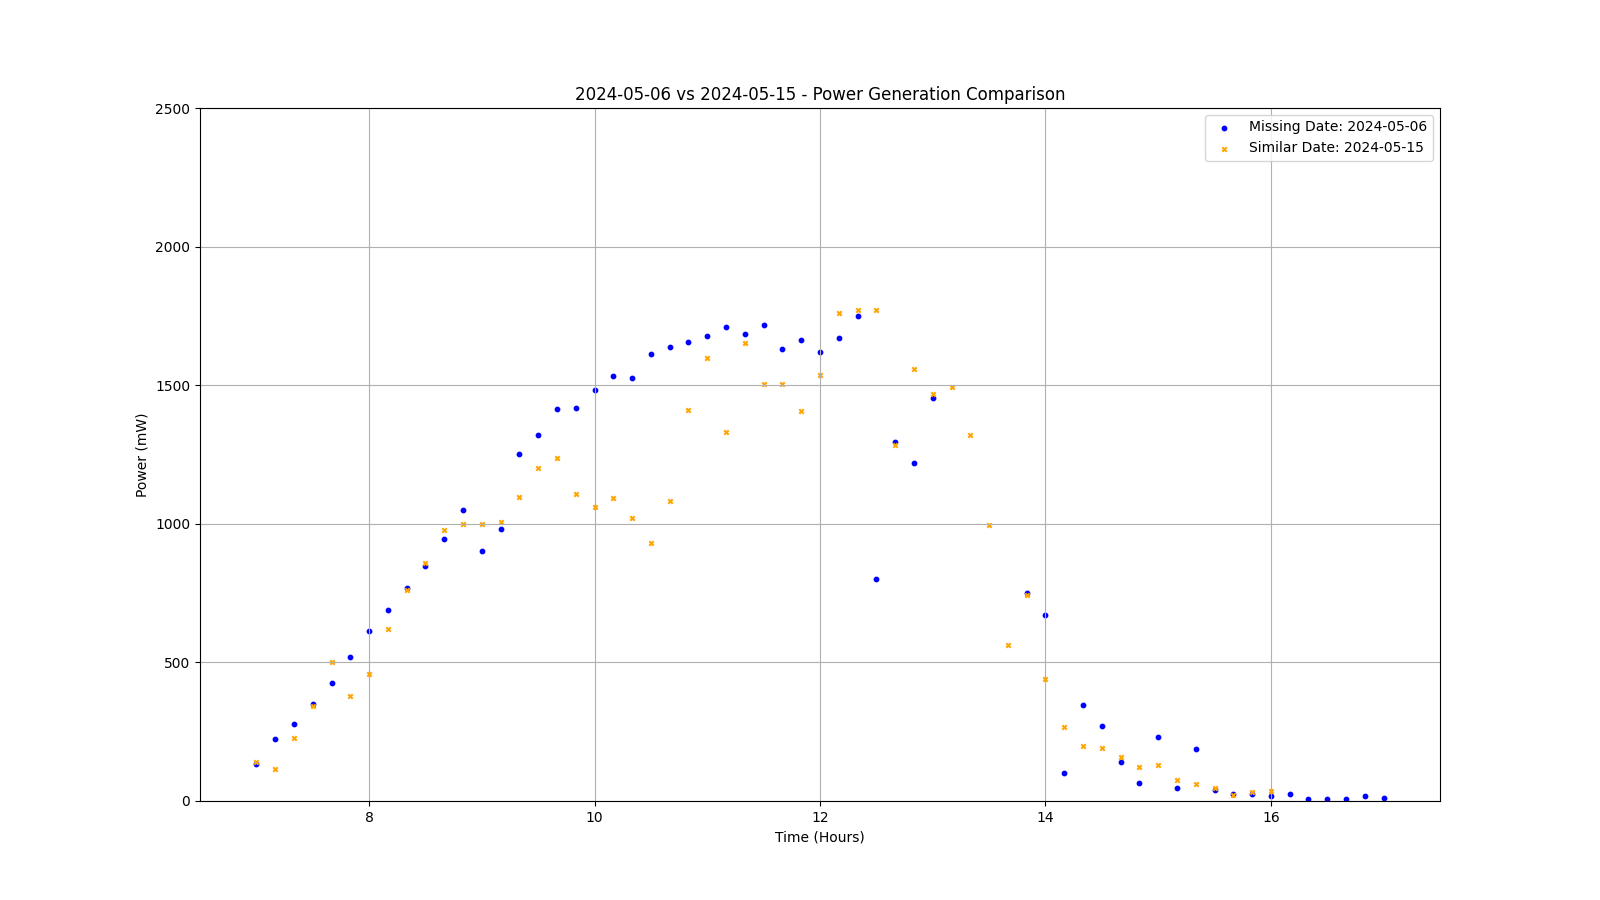 2024-05-06 vs 2024-05-15 - Power Generation Comparison
Missing Date: 2024-05-06
Similar Date: 2024-05-15
2500
2000
1500
1000
500
0
Power (mW)
8
10
12
14
16
Time (Hours)